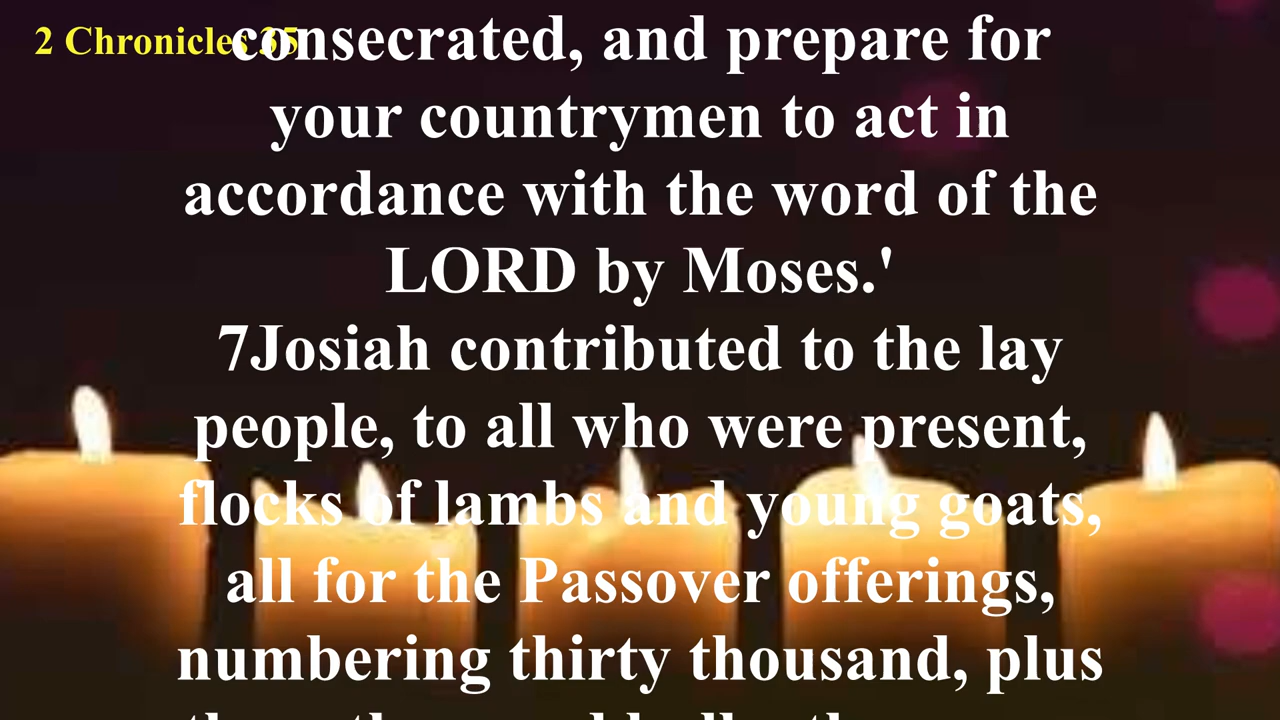 2 Chronicles 35
consecrated, and prepare for
your countrymen to act in
accordance with the word of the
LORD by Moses.'
7Josiah contributed to the lay
people, to all who were present,
flocks of lambs and young goats,
all for the Passover offerings,
numbering thirty thousand, plus